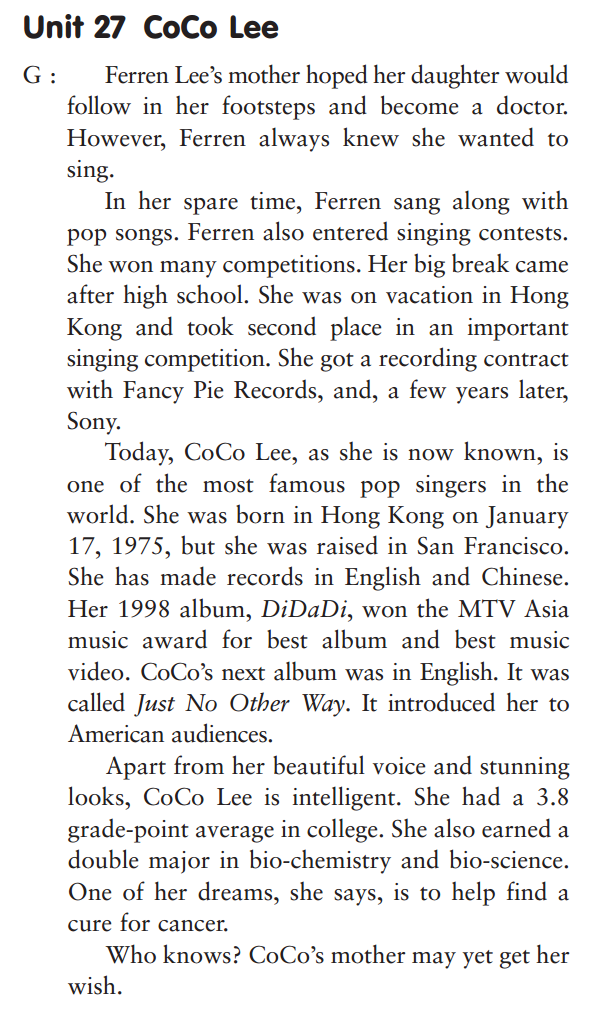 Unit 27 CoCo Lee
G : Ferren Lee's mother hoped her daughter would
follow in her footsteps and become a doctor.
However, Ferren always knew she wanted to
sing.
In her spare time, Ferren sang along with
pop songs. Ferren also entered singing contests.
She won many competitions. Her big break came
after high school. She was on vacation in Hong
Kong and took second place in an important
singing competition. She got a recording contract
with Fancy Pie Records, and, a few years later,
Sony.
Today, CoCo Lee, as she is now known, is
one of the most famous pop singers in the
world. She was born in Hong Kong on January
17, 1975, but she was raised in San Francisco.
She has made records in English and Chinese.
Her 1998 album, DiDaDi, won the MTV Asia
music award for best album and best music
video. CoCo's next album was in English. It was
called Just No Other Way. It introduced her to
American audiences.
Apart from her beautiful voice and stunning
looks, CoCo Lee is intelligent. She had a 3.8
grade-point average in college. She also earned a
double major in bio-chemistry and bio-science.
One of her dreams, she says, is to help find a
cure for cancer.
Who knows? CoCo's mother may yet get her
wish.